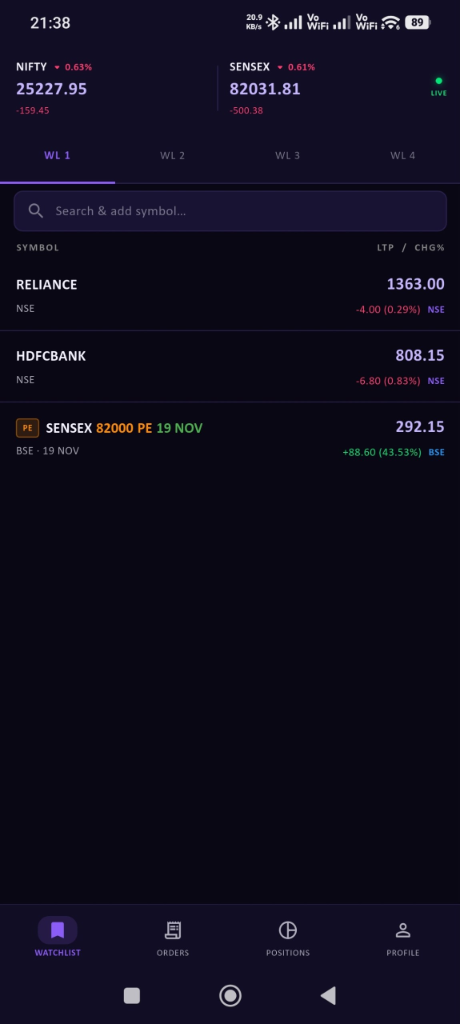 21:38 20.9 KB/s Vo WiFi Vo WiFi 89
NIFTY 0.63% SENSEX 0.61%
25227.95 82031.81 LIVE
-159.45 -500.38
WL 1 WL 2 WL 3 WL 4
Search & add symbol...
SYMBOL LTP / CHG%
RELIANCE 1363.00
NSE -4.00 (0.29%) NSE
HDFCBANK 808.15
NSE -6.80 (0.83%) NSE
PE SENSEX 82000 PE 19 NOV 292.15
BSE · 19 NOV +88.60 (43.53%) BSE
WATCHLIST ORDERS POSITIONS PROFILE